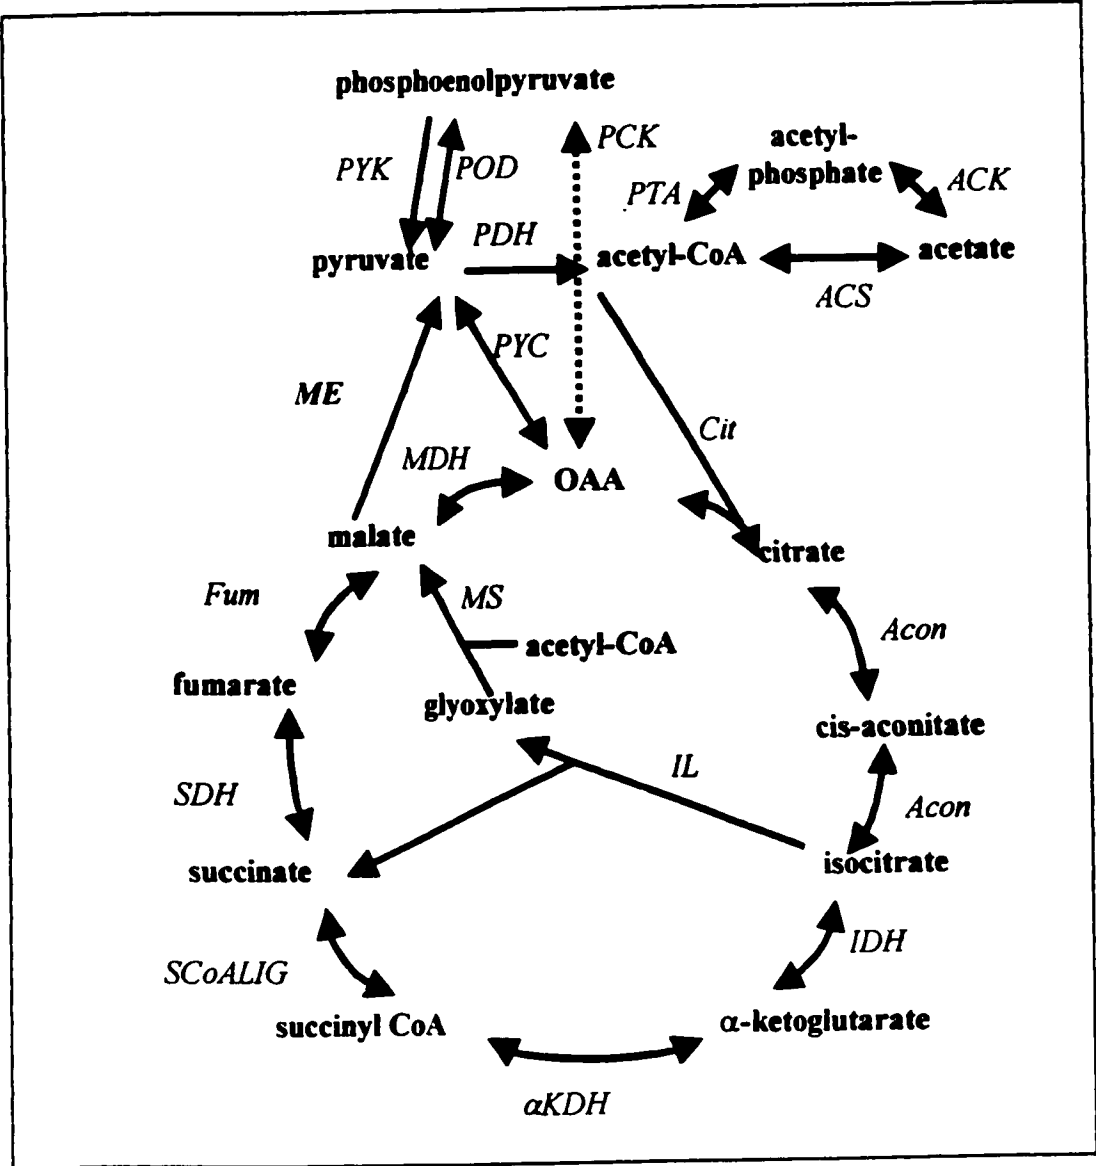 phosphoenolpyruvate
PCK
acetyl-
phosphate
PYK
POD
PTA
ACK
PDH
pyruvate
acetyl-CoA
acetate
ACS
PYC
ME
Cit
MDH
OAA
malate
citrate
Fum
MS
Acon
acetyl-CoA
fumarate
glyoxylate
cis-aconitate
IL
SDH
Acon
succinate
isocitrate
IDH
SCoALIG
succinyl CoA
α-ketoglutarate
αKDH